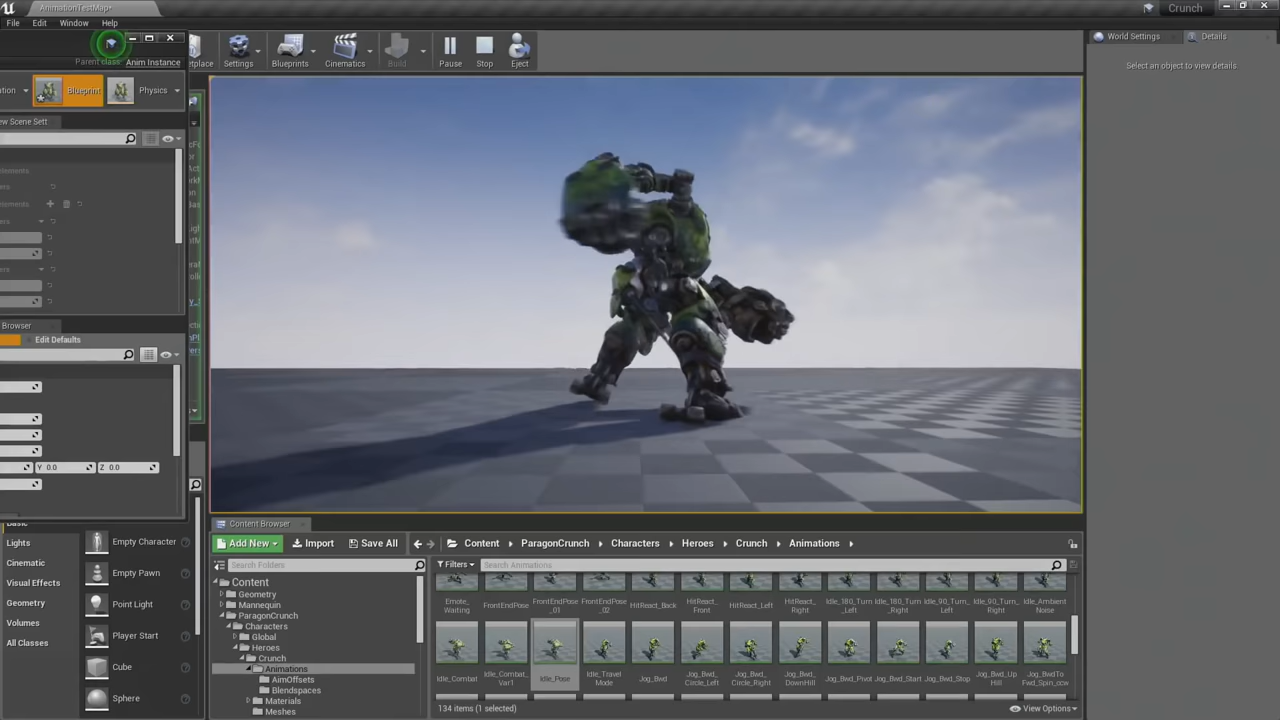 AnimationTestMap*
Crunch
File Edit Window Help
Parent class: Anim Instance
Blueprint
Physics
Settings
Blueprints
Cinematics
Build
Pause
Stop
Eject
World Settings
Details
Select an object to view details
Browser
Edit Defaults
Y 0.0
Z 0.0
Lights
Cinematic
Visual Effects
Geometry
Volumes
All Classes
Empty Character
Empty Pawn
Point Light
Player Start
Cube
Sphere
Content Browser
Add New
Import
Save All
Content
ParagonCrunch
Characters
Heroes
Crunch
Animations
Search Folders
Filters
Search Animations
Content
Geometry
Mannequin
ParagonCrunch
Characters
Global
Heroes
Crunch
Animations
AimOffsets
Blendspaces
Materials
Meshes
Emote_Waiting
FrontEndPose
FrontEndPose_01
FrontEndPose_02
HitReact_Back
HitReact_Front
HitReact_Left
HitReact_Right
Idle_180_Turn_Left
Idle_180_Turn_Right
Idle_90_Turn_Left
Idle_90_Turn_Right
Idle_Ambient Noise
Idle_Combat
Idle_Combat_Var1
Idle_Pose
Idle_Travel Mode
Jog_Bwd
Jog_Bwd_Circle_Left
Jog_Bwd_Circle_Right
Jog_Bwd_DownHill
Jog_Bwd_Pivot
Jog_Bwd_Start
Jog_Bwd_Stop
Jog_Bwd_Up Hill
Jog_BwdTo Fwd_Spin_ccw
134 items (1 selected)
View Options